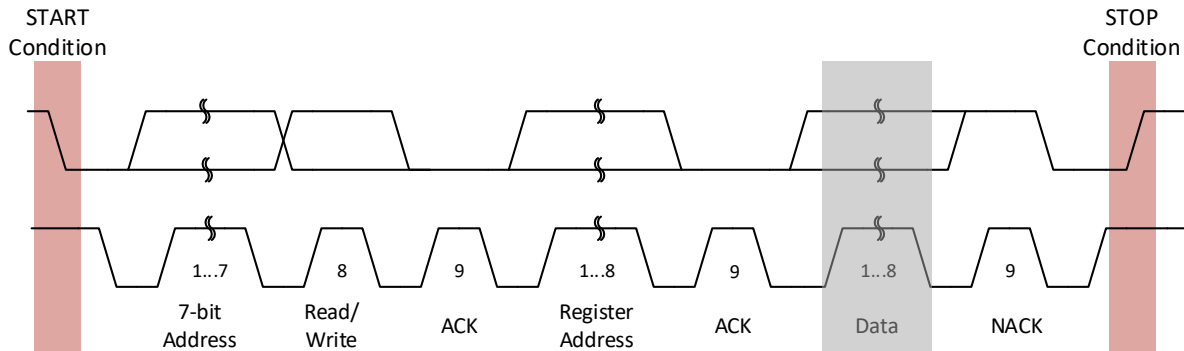 START
Condition
STOP
Condition
1...7
8
9
1...8
9
1...8
9
7-bit
Address
Read/
Write
ACK
Register
Address
ACK
Data
NACK